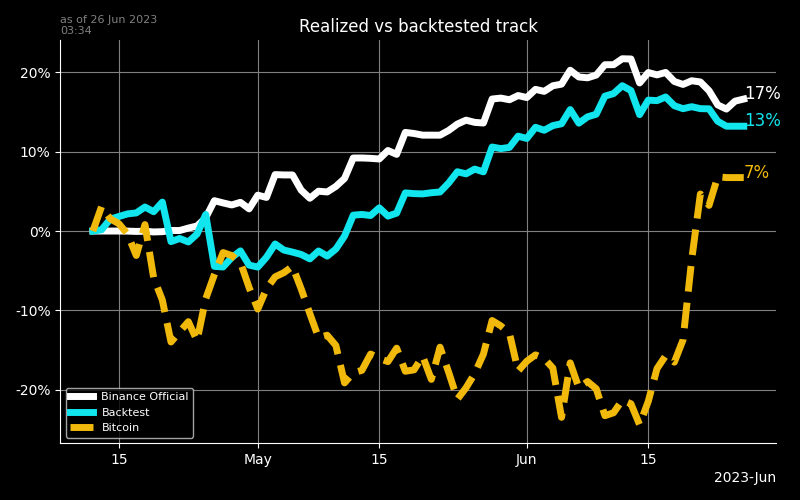 as of 26 Jun 2023
03:34
Realized vs backtested track
20%
10%
0%
-10%
-20%
17%
13%
7%
Binance Official
Backtest
Bitcoin
15
May
15
Jun
15
2023-Jun